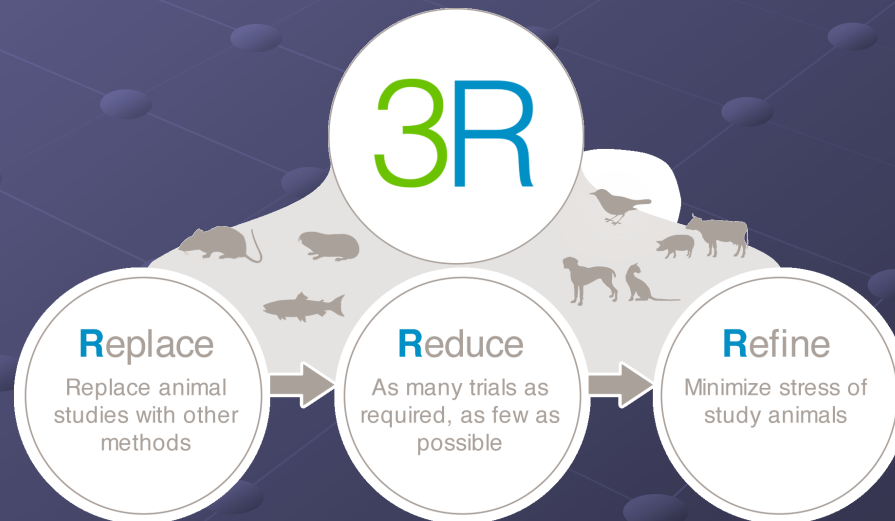 3R
Replace
Replace animal
studies with other
methods
Reduce
As many trials as
required, as few as
possible
Refine
Minimize stress of
study animals